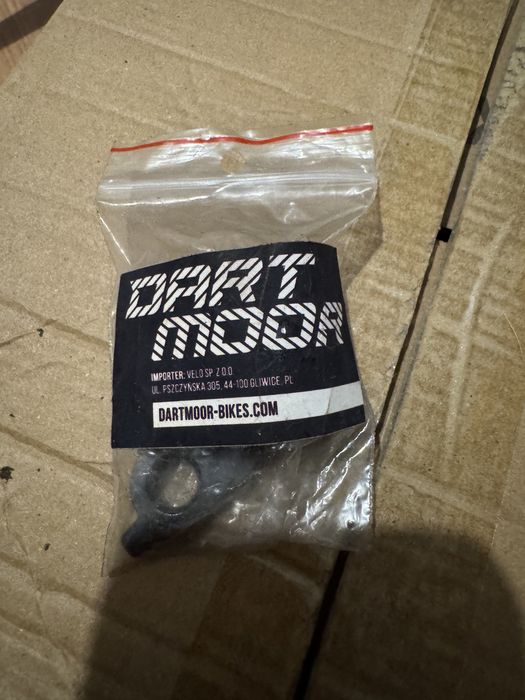 DART
MOOR
IMPORTER: VELO SP. Z O.O.
UL. PSZCZYŃSKA 305, 44-100 GLIWICE, PL
DARTMOOR-BIKES.COM